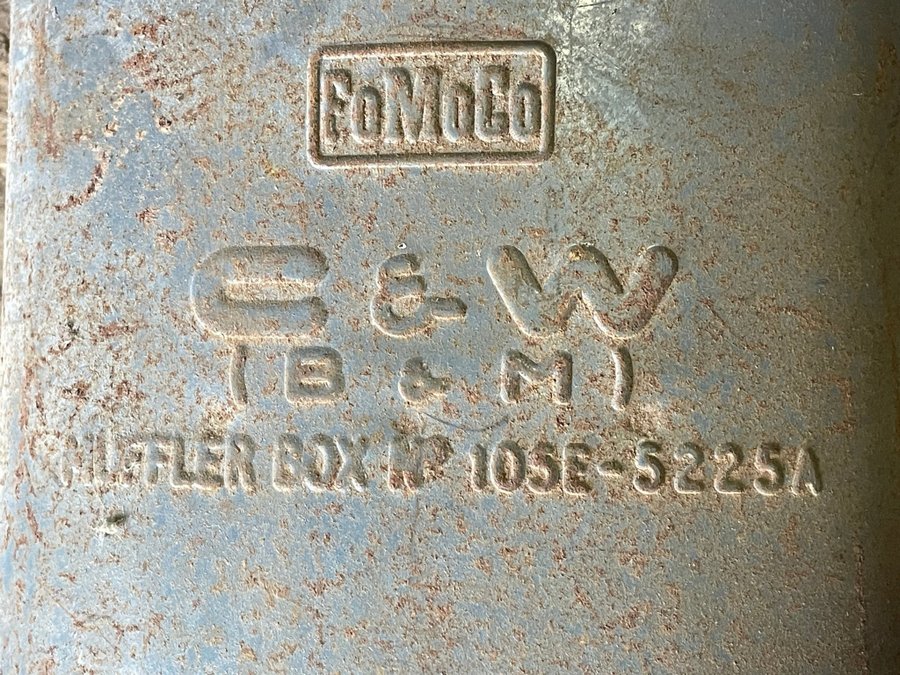 FoMoCo
C & W
(B & M)
MUFFLER BOX Nº 105E-5225A